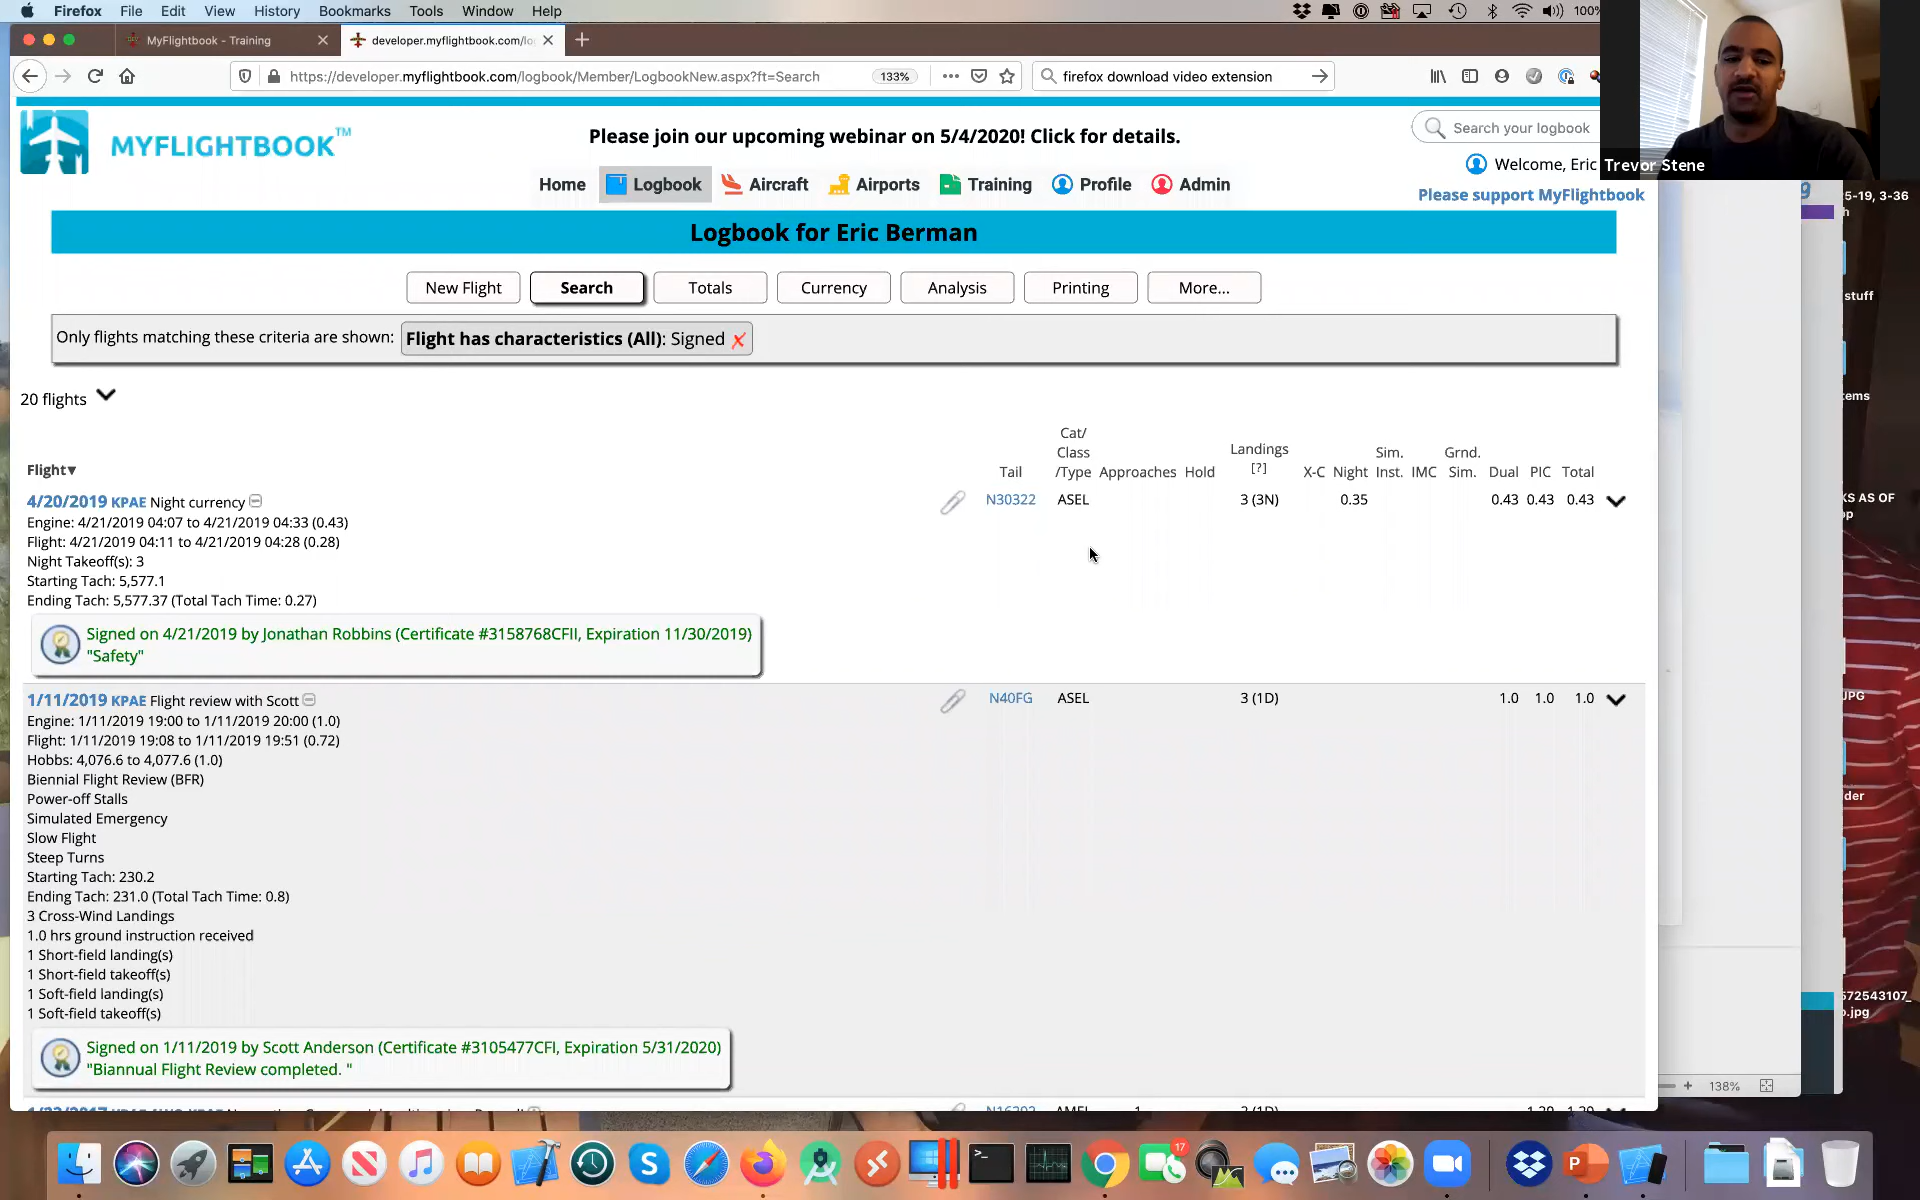 Firefox File Edit View History Bookmarks Tools Window Help 100%
MyFlightbook - Training
developer.myflightbook.com/lo
https://developer.myflightbook.com/logbook/Member/LogbookNew.aspx?ft=Search 133%
firefox download video extension
MYFLIGHTBOOK™
Please join our upcoming webinar on 5/4/2020! Click for details.
Search your logbook
Welcome, Eric
Trevor Stene
Please support MyFlightbook
Home Logbook Aircraft Airports Training Profile Admin
Logbook for Eric Berman
New Flight Search Totals Currency Analysis Printing More...
Only flights matching these criteria are shown: Flight has characteristics (All): Signed
20 flights
Flight Tail Cat/ Class /Type Approaches Hold Landings [?] X-C Night Sim. Inst. IMC Grnd. Sim. Dual PIC Total
4/20/2019 KPAE Night currency N30322 ASEL 3 (3N) 0.35 0.43 0.43 0.43
Engine: 4/21/2019 04:07 to 4/21/2019 04:33 (0.43)
Flight: 4/21/2019 04:11 to 4/21/2019 04:28 (0.28)
Night Takeoff(s): 3
Starting Tach: 5,577.1
Ending Tach: 5,577.37 (Total Tach Time: 0.27)
Signed on 4/21/2019 by Jonathan Robbins (Certificate #3158768CFII, Expiration 11/30/2019)
"Safety"
1/11/2019 KPAE Flight review with Scott N40FG ASEL 3 (1D) 1.0 1.0 1.0
Engine: 1/11/2019 19:00 to 1/11/2019 20:00 (1.0)
Flight: 1/11/2019 19:08 to 1/11/2019 19:51 (0.72)
Hobbs: 4,076.6 to 4,077.6 (1.0)
Biennial Flight Review (BFR)
Power-off Stalls
Simulated Emergency
Slow Flight
Steep Turns
Starting Tach: 230.2
Ending Tach: 231.0 (Total Tach Time: 0.8)
3 Cross-Wind Landings
1.0 hrs ground instruction received
1 Short-field landing(s)
1 Short-field takeoff(s)
1 Soft-field landing(s)
1 Soft-field takeoff(s)
Signed on 1/11/2019 by Scott Anderson (Certificate #3105477CFI, Expiration 5/31/2020)
"Biannual Flight Review completed. "
5-19, 3-36
stuff
tems
KS AS OF
op
JPG
der
572543107_
o.jpg
138%
17